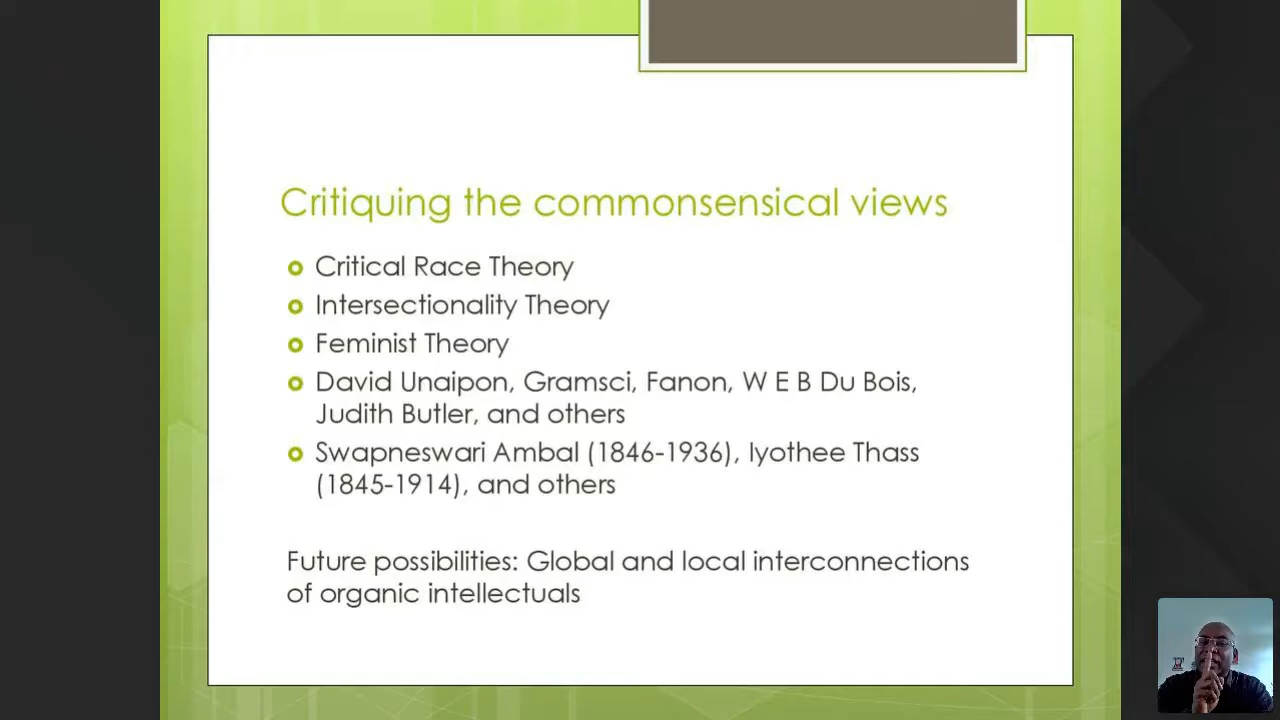 Critiquing the commonsensical views
Critical Race Theory
Intersectionality Theory
Feminist Theory
David Unaipon, Gramsci, Fanon, W E B Du Bois,
Judith Butler, and others
Swapneswari Ambal (1846-1936), Iyothee Thass
(1845-1914), and others
Future possibilities: Global and local interconnections
of organic intellectuals